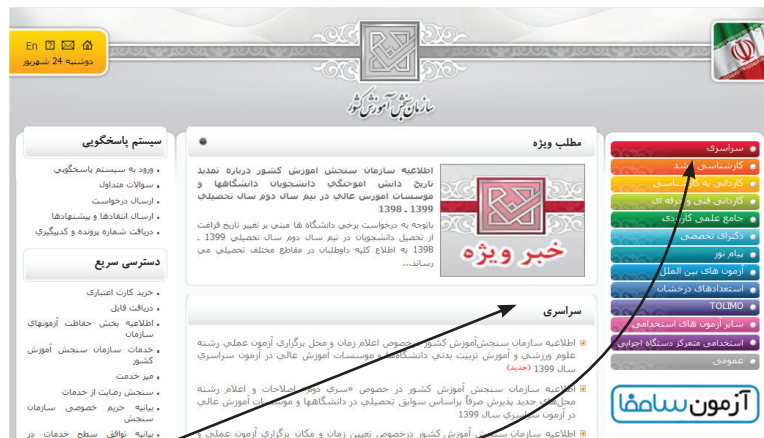 En
دوشنبه 24 شهریور
سازمان سنجش آموزش کشور
سراسری
کارشناسی ارشد
کاردانی به کارشناسی
کاردانی فنی و حرفه ای
جامع علمی کاربردی
دکترای تخصصی
پیام نور
آزمون های بین الملل
استعدادهای درخشان
TOLIMO
سایر آزمون های استخدامی
استخدامی متمرکز دستگاه اجرایی
عمومی
آزمون سامفا
مطلب ویژه
اطلاعیه سازمان سنجش آموزش کشور درباره تمدید
تاریخ دانش آموختگی دانشجویان دانشگاهها و
موسسات آموزش عالی در نیم سال دوم سال تحصیلی
1399 ـ 1398
باتوجه به درخواست برخی دانشگاه ها مبنی بر تغییر تاریخ فراغت
از تحصیل دانشجویان در نیم سال دوم سال تحصیلی 1399 ـ
1398 به اطلاع کلیه داوطلبان در مقاطع مختلف تحصیلی می
رساند...
خبر ویژه
سراسری
اطلاعیه سازمان سنجش‌آموزش کشور درخصوص اعلام زمان و محل برگزاری آزمون عملی رشته
علوم ورزشی و آموزش تربیت بدنی دانشگاهها و موسسات آموزش عالی در آزمون سراسری
سال 1399 (جدید)
اطلاعیه سازمان سنجش آموزش کشور در خصوص «سری دوم» اصلاحات و اعلام رشته
محل‌های جدید پذیرش صرفاً براساس سوابق تحصیلی در دانشگاهها و موسسات آموزش عالی
در آزمون سراسری سال 1399
اطلاعیه سازمان سنجش آموزش کشور درخصوص تعیین زمان و مکان برگزاری آزمون عملی و
سیستم پاسخگویی
ورود به سیستم پاسخگویی
سوالات متداول
ارسال درخواست
ارسال انتقادها و پیشنهادها
دریافت شماره پرونده و کدپیگیری
دسترسی سریع
خرید کارت اعتباری
دریافت فایل
اطلاعیه بخش حفاظت آزمونهای
سازمان
خدمات سازمان سنجش آموزش
کشور
میز خدمت
سنجش رضایت از خدمات
بیانیه حریم خصوصی سازمان
سنجش
بیانیه توافق سطح خدمات در